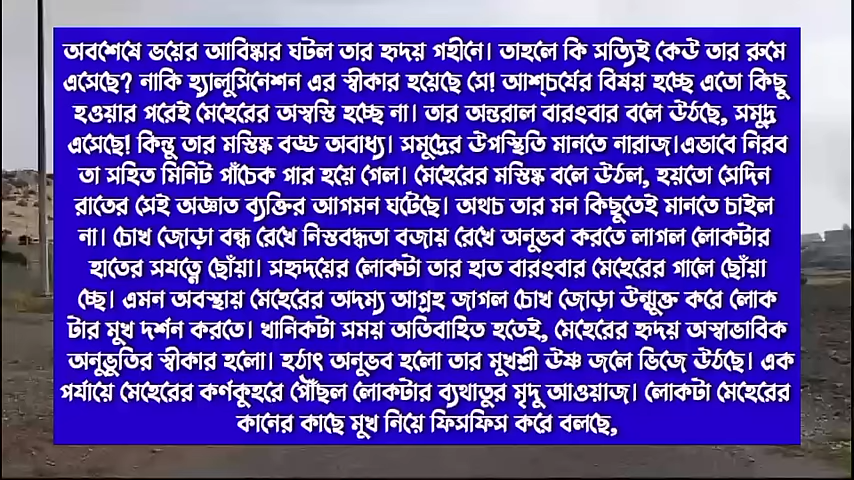 অবশেষে ভয়ের আবিষ্কার ঘটল তার হৃদয় গহীনে। তাহলে কি সত্যিই কেউ তার রুমে
এসেছে? নাকি হ্যালুসিনেশন এর স্বীকার হয়েছে সে! আশ্চর্যের বিষয় হচ্ছে এতো কিছু
হওয়ার পরেই মেহেরের অস্বস্তি হচ্ছে না। তার অন্তরাল বারংবার বলে উঠছে, সমুদ্র
এসেছে! কিন্তু তার মস্তিষ্ক বড্ড অবাধ্য। সমুদ্রের উপস্থিতি মানতে নারাজ।এভাবে নিরব
তা সহিত মিনিট পাঁচেক পার হয়ে গেল। মেহেরের মস্তিষ্ক বলে উঠল, হয়তো সেদিন
রাতের সেই অজ্ঞাত ব্যক্তির আগমন ঘটেছে। অথচ তার মন কিছুতেই মানতে চাইল
না। চোখ জোড়া বন্ধ রেখে নিস্তবদ্ধতা বজায় রেখে অনুভব করতে লাগল লোকটার
হাতের সযত্নে ছোঁয়া। সহৃদয়ের লোকটা তার হাত বারংবার মেহেরের গালে ছোঁয়া
চ্ছে। এমন অবস্থায় মেহেরের অদম্য আগ্রহ জাগল চোখ জোড়া উন্মুক্ত করে লোক
টার মুখ দর্শন করতে। খানিকটা সময় অতিবাহিত হতেই, মেহেরের হৃদয় অস্বাভাবিক
অনুভূতির স্বীকার হলো। হঠাৎ অনুভব হলো তার মুখশ্রী উষ্ণ জলে ভিজে উঠছে। এক
পর্যায়ে মেহেরের কর্ণকুহরে পৌঁছল লোকটার ব্যথাতুর মৃদু আওয়াজ। লোকটা মেহেরের
কানের কাছে মুখ নিয়ে ফিসফিস করে বলছে,